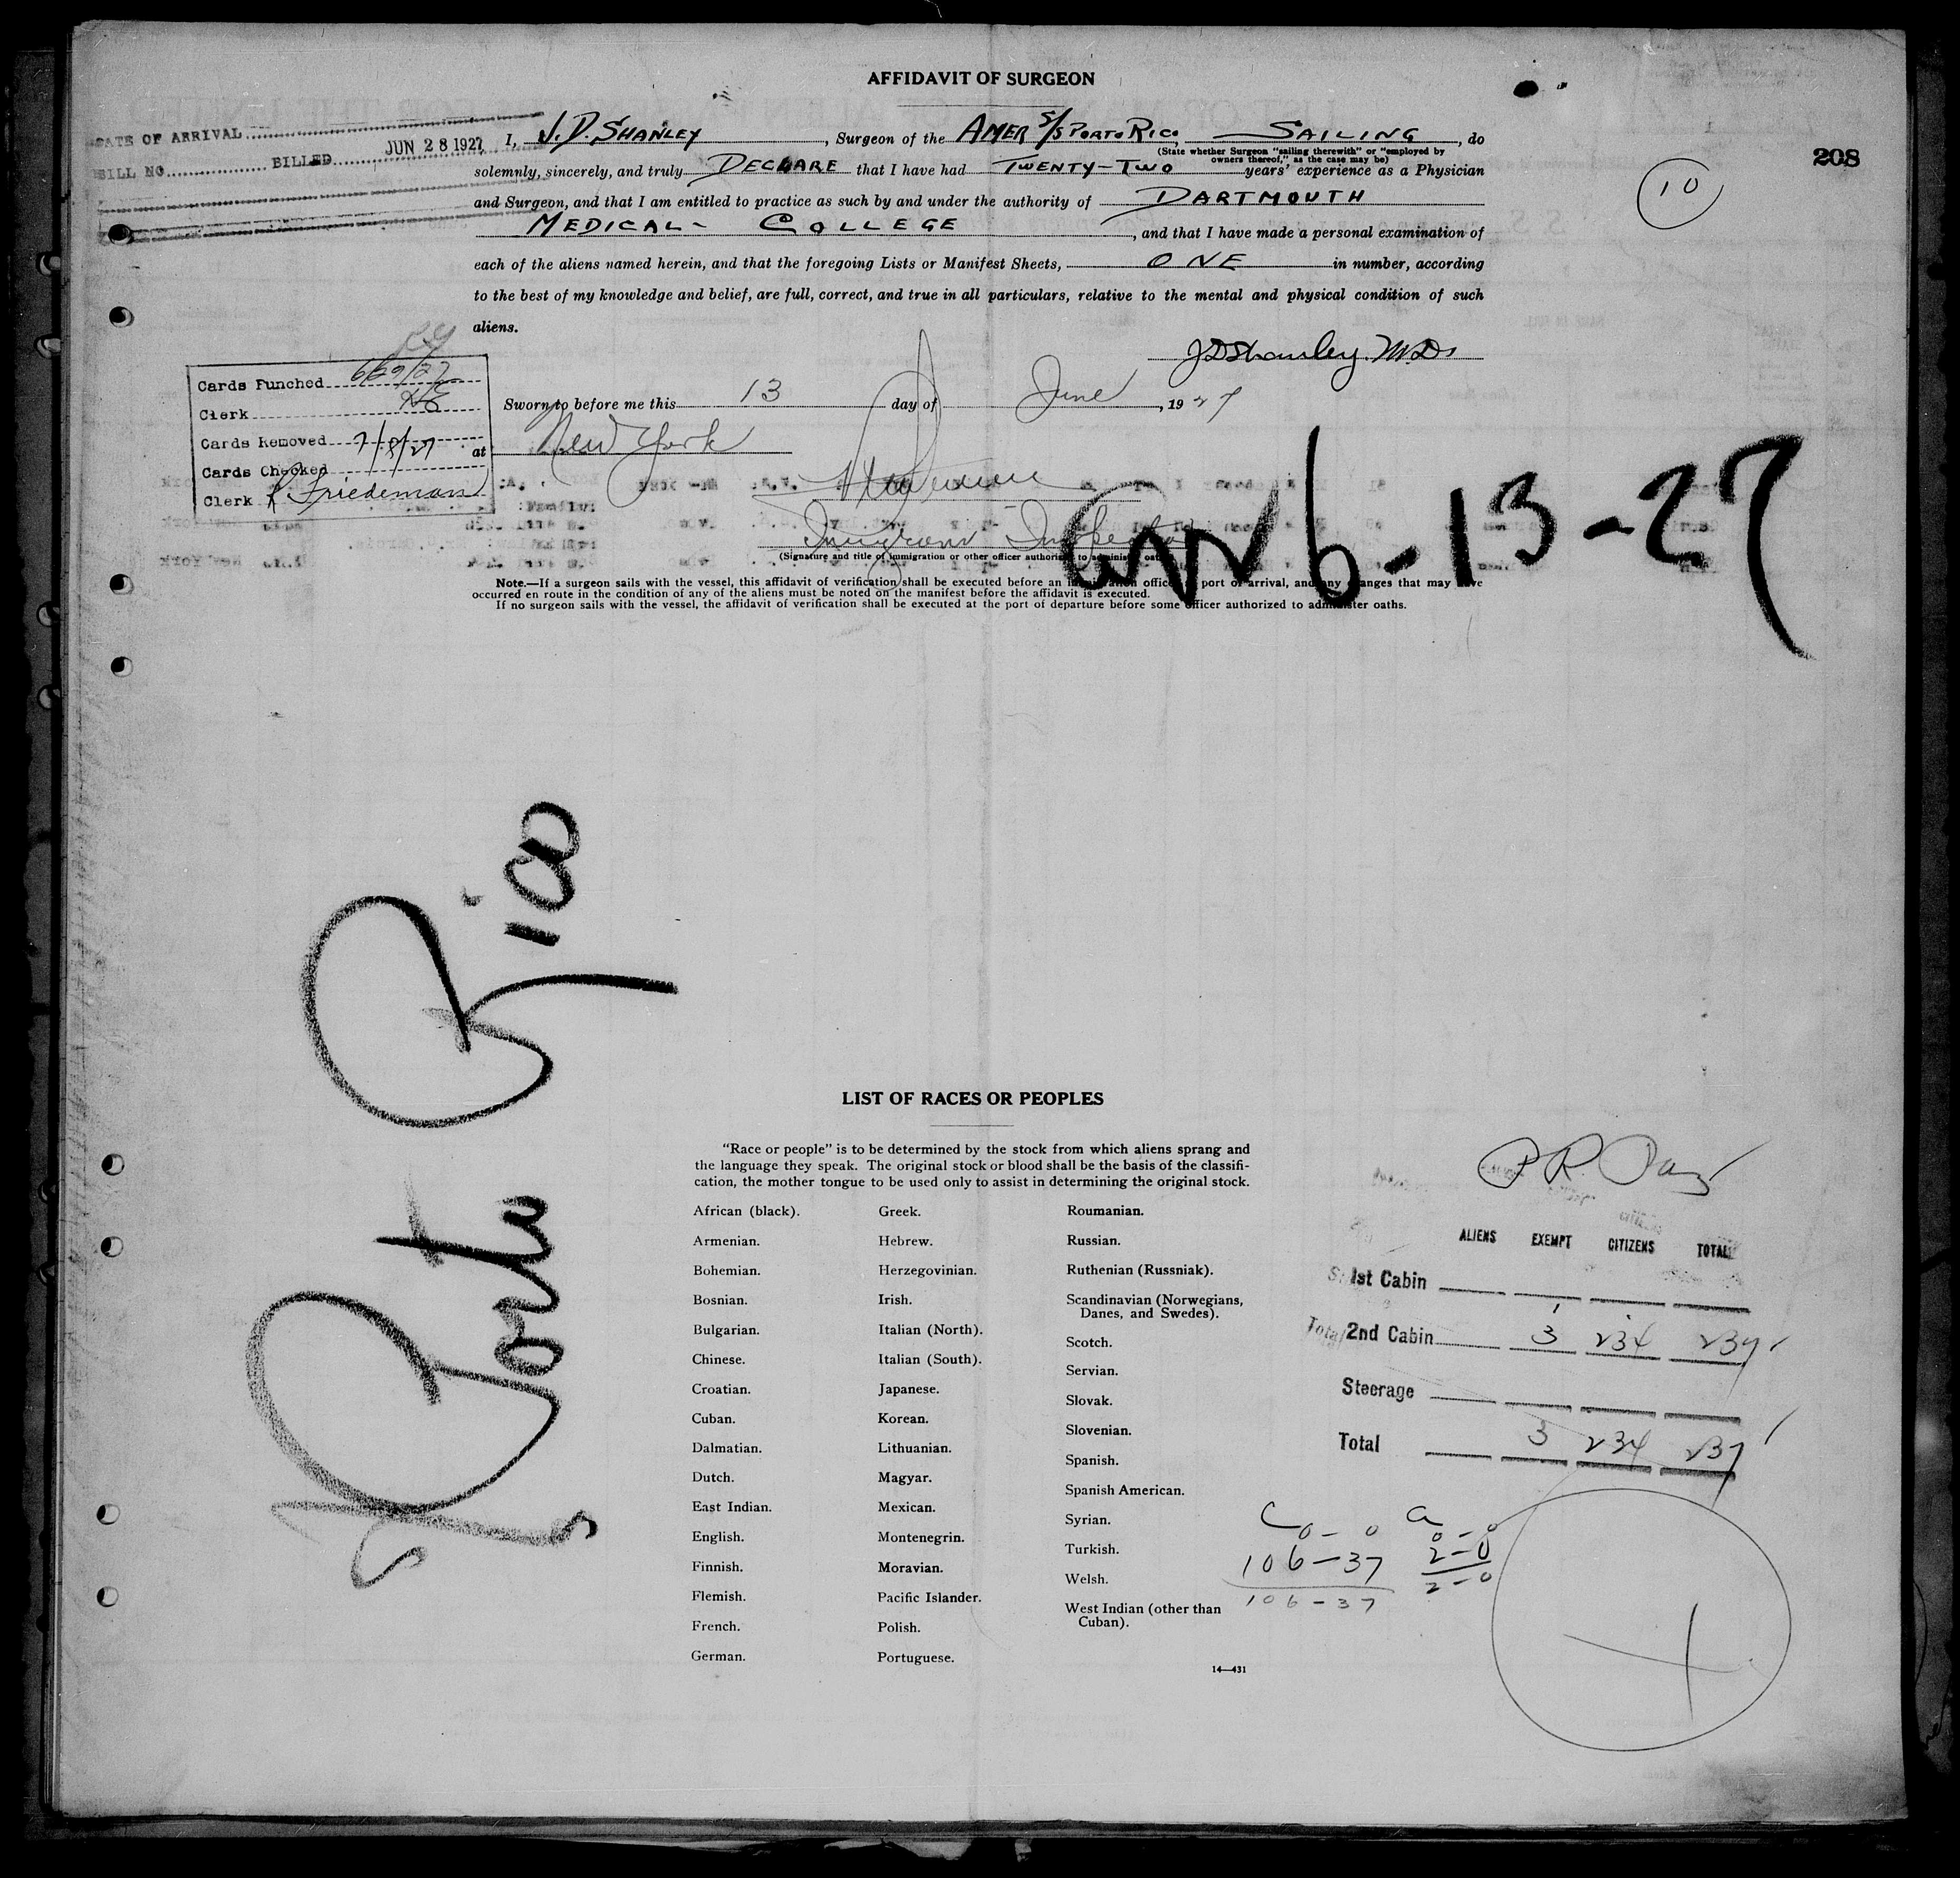 AFFIDAVIT OF SURGEON
DATE OF ARRIVAL
BILL NO. BILLED JUN 28 1927
208
10
I, J. D. SHANLEY, Surgeon of the AMER S/S PORTO RICO, SAILING, do
(State whether Surgeon "sailing therewith" or "employed by
owners thereof," as the case may be)
solemnly, sincerely, and truly DECLARE that I have had TWENTY-TWO years' experience as a Physician
and Surgeon, and that I am entitled to practice as such by and under the authority of DARTMOUTH
MEDICAL- COLLEGE, and that I have made a personal examination of
each of the aliens named herein, and that the foregoing Lists or Manifest Sheets, ONE in number, according
to the best of my knowledge and belief, are full, correct, and true in all particulars, relative to the mental and physical condition of such
aliens.
JDShanley M.D.
Cards Punched 6/29/27
Clerk
Cards Removed 7/8/27
Cards Checked
Clerk R Friedeman
Sworn to before me this 13 day of June, 1927
at New York
Immigrant Inspector
(Signature and title of immigration or other officer authorized to administer oaths)
6-13-27
Note.—If a surgeon sails with the vessel, this affidavit of verification shall be executed before an immigration officer port of arrival, and any changes that may have
occurred en route in the condition of any of the aliens must be noted on the manifest before the affidavit is executed.
If no surgeon sails with the vessel, the affidavit of verification shall be executed at the port of departure before some officer authorized to administer oaths.
Porto Rico
LIST OF RACES OR PEOPLES
"Race or people" is to be determined by the stock from which aliens sprang and
the language they speak. The original stock or blood shall be the basis of the classifi-
cation, the mother tongue to be used only to assist in determining the original stock.
African (black).
Armenian.
Bohemian.
Bosnian.
Bulgarian.
Chinese.
Croatian.
Cuban.
Dalmatian.
Dutch.
East Indian.
English.
Finnish.
Flemish.
French.
German.
Greek.
Hebrew.
Herzegovinian.
Irish.
Italian (North).
Italian (South).
Japanese.
Korean.
Lithuanian.
Magyar.
Mexican.
Montenegrin.
Moravian.
Pacific Islander.
Polish.
Portuguese.
Roumanian.
Russian.
Ruthenian (Russniak).
Scandinavian (Norwegians,
Danes, and Swedes).
Scotch.
Servian.
Slovak.
Slovenian.
Spanish.
Spanish American.
Syrian.
Turkish.
Welsh.
West Indian (other than
Cuban).
14—431
ALIENS EXEMPT CITIZENS TOTAL
1st Cabin
2nd Cabin 3 234 237
Steerage
Total 3 234 237
C a
0 - 0 0 - 0
106 - 37 2 - 0
106 - 37 2 - 0